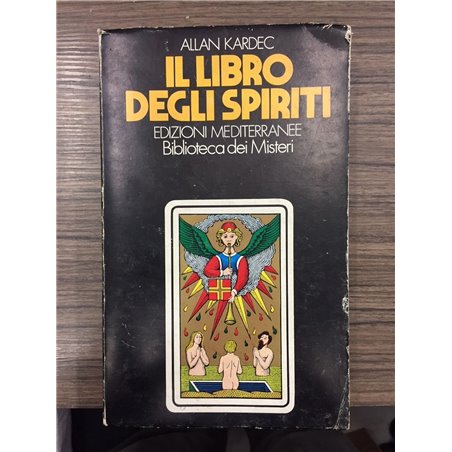 ALLAN KARDEC
IL LIBRO
DEGLI SPIRITI
EDIZIONI MEDITERRANEE
Biblioteca dei Misteri